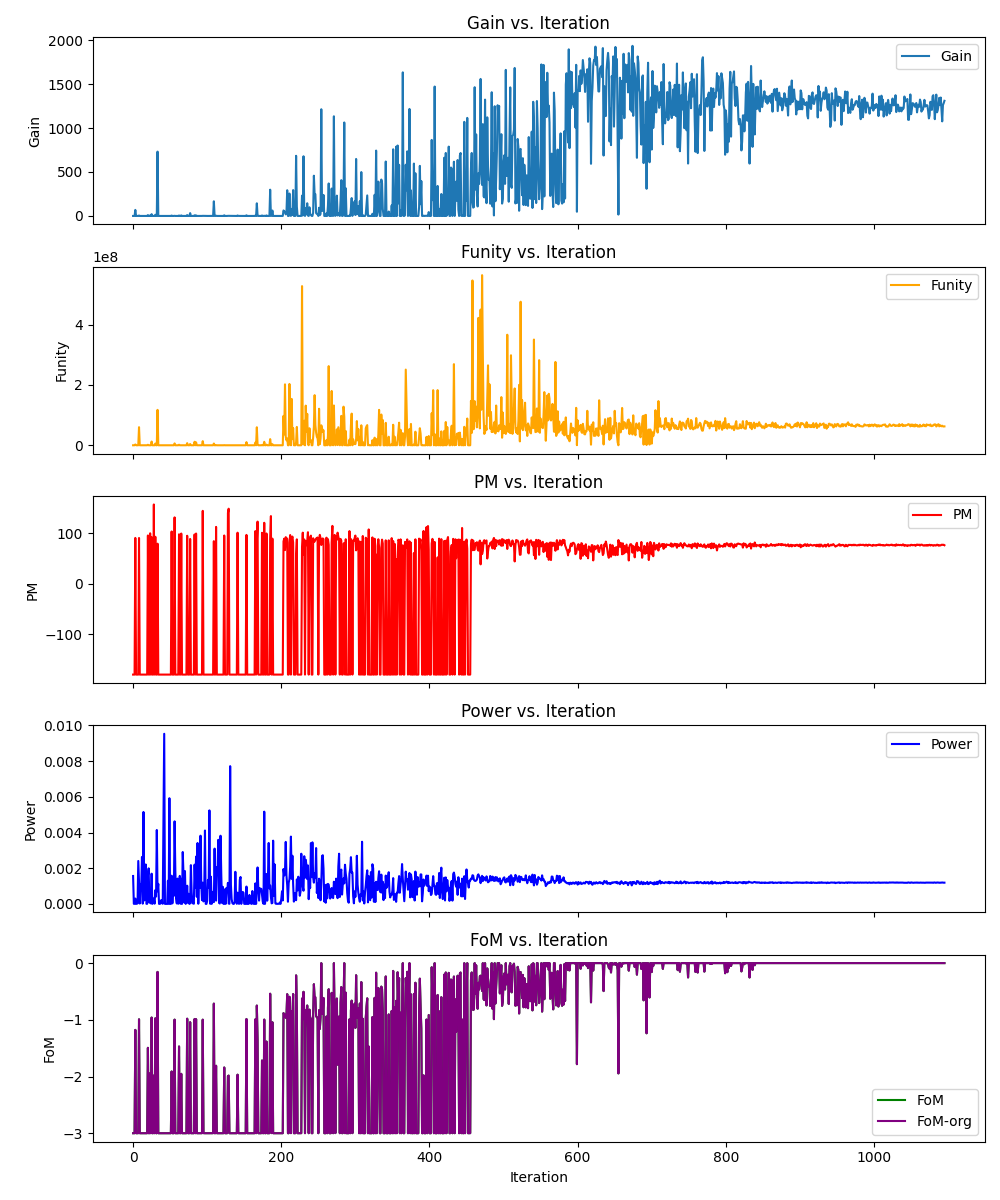 Gain vs. Iteration
2000
1500
1000
500
0
Gain
Gain
Funity vs. Iteration
1e8
4
2
0
Funity
Funity
PM vs. Iteration
100
0
−100
PM
PM
Power vs. Iteration
0.010
0.008
0.006
0.004
0.002
0.000
Power
Power
FoM vs. Iteration
0
−1
−2
−3
FoM
FoM
FoM-org
0 200 400 600 800 1000
Iteration